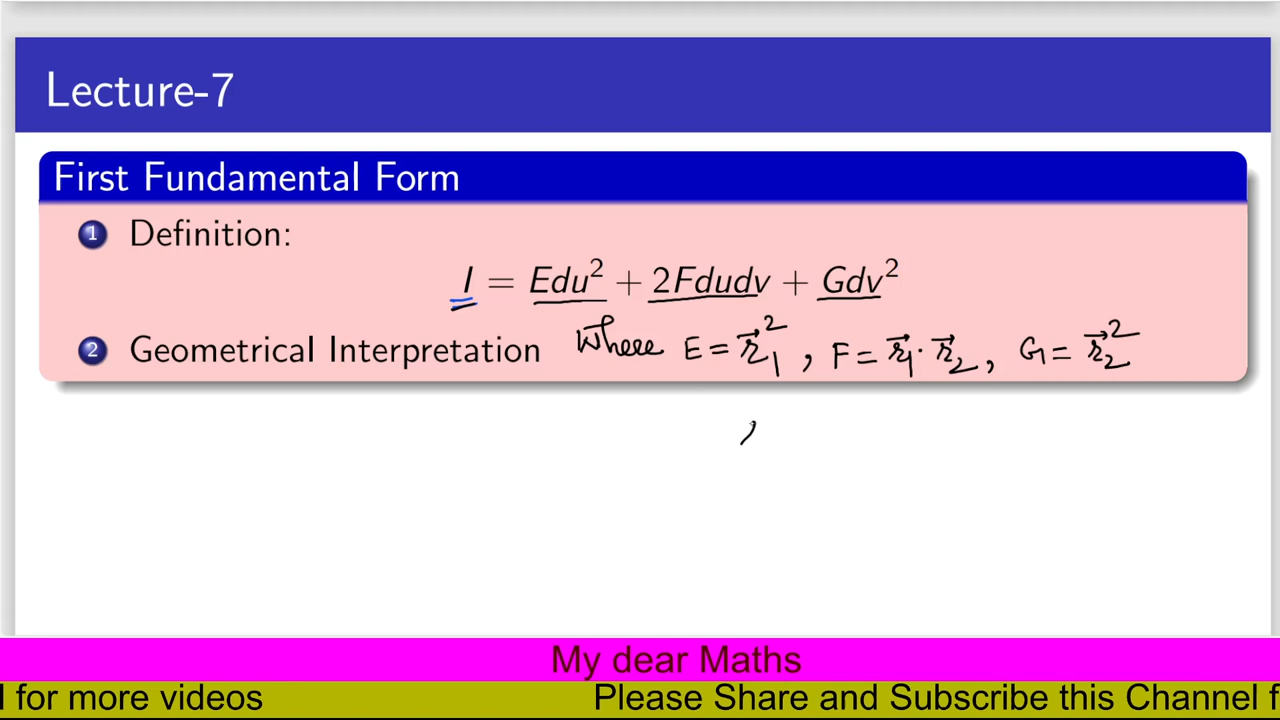 Lecture-7
First Fundamental Form
1 Definition:
I = Edu² + 2Fdudv + Gdv²
2 Geometrical Interpretation Where E = r⃗₁², F = r⃗₁ · r⃗₂, G = r⃗₂²
,
My dear Maths
l for more videos Please Share and Subscribe this Channel f